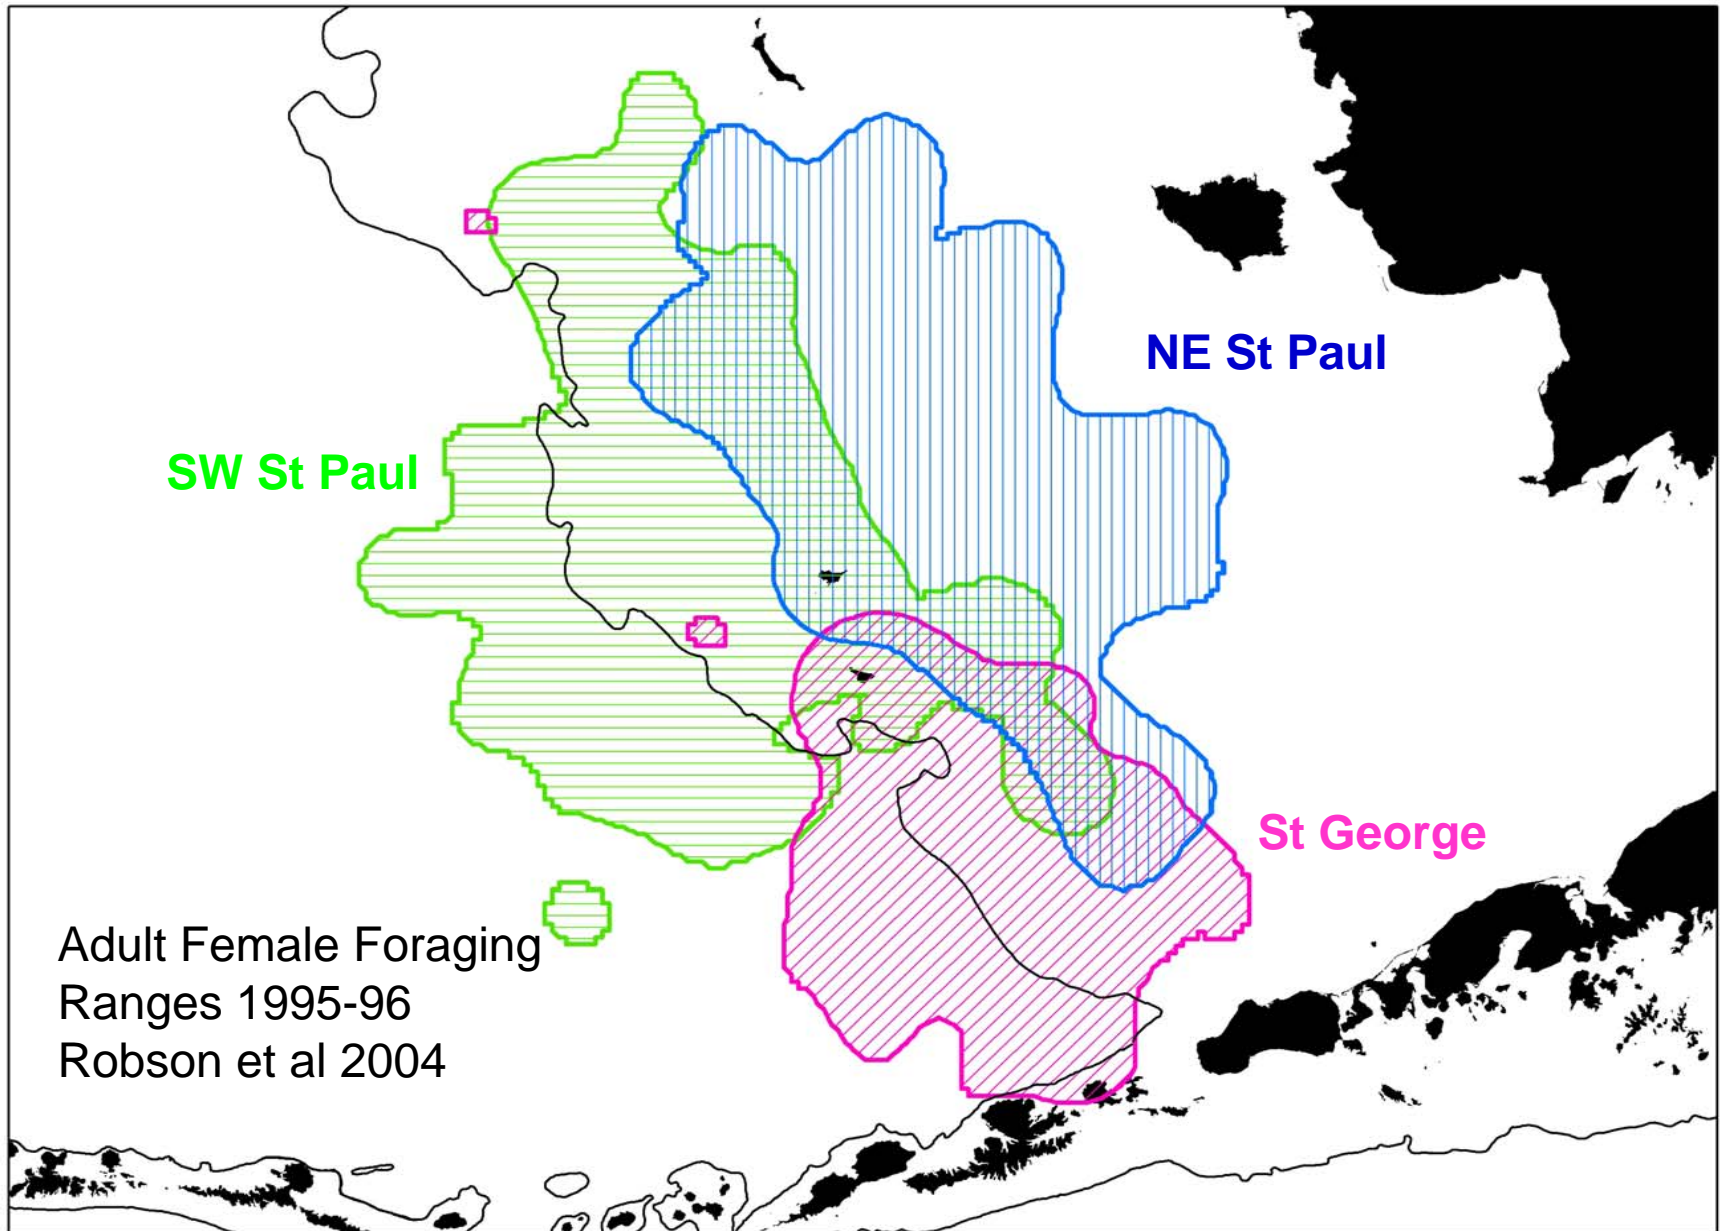 NE St Paul
SW St Paul
St George
Adult Female Foraging
Ranges 1995-96
Robson et al 2004